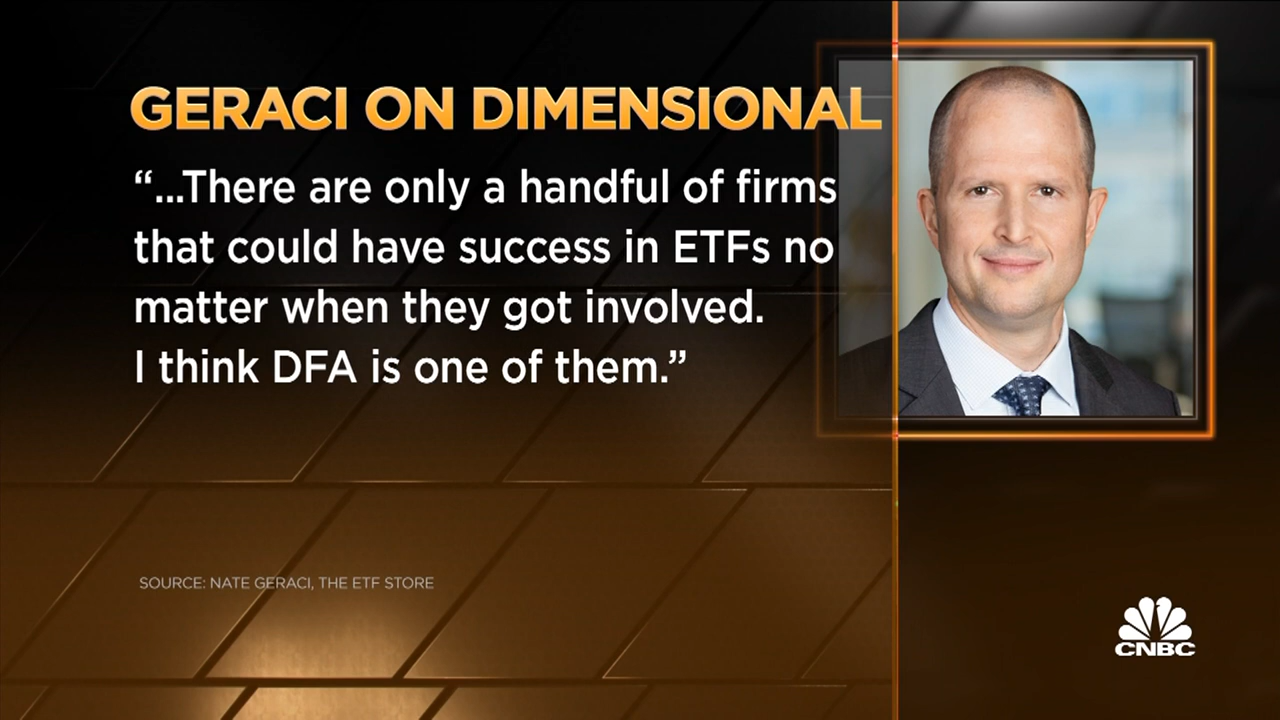 GERACI ON DIMENSIONAL
“...There are only a handful of firms
that could have success in ETFs no
matter when they got involved.
I think DFA is one of them.”
SOURCE: NATE GERACI, THE ETF STORE
CNBC